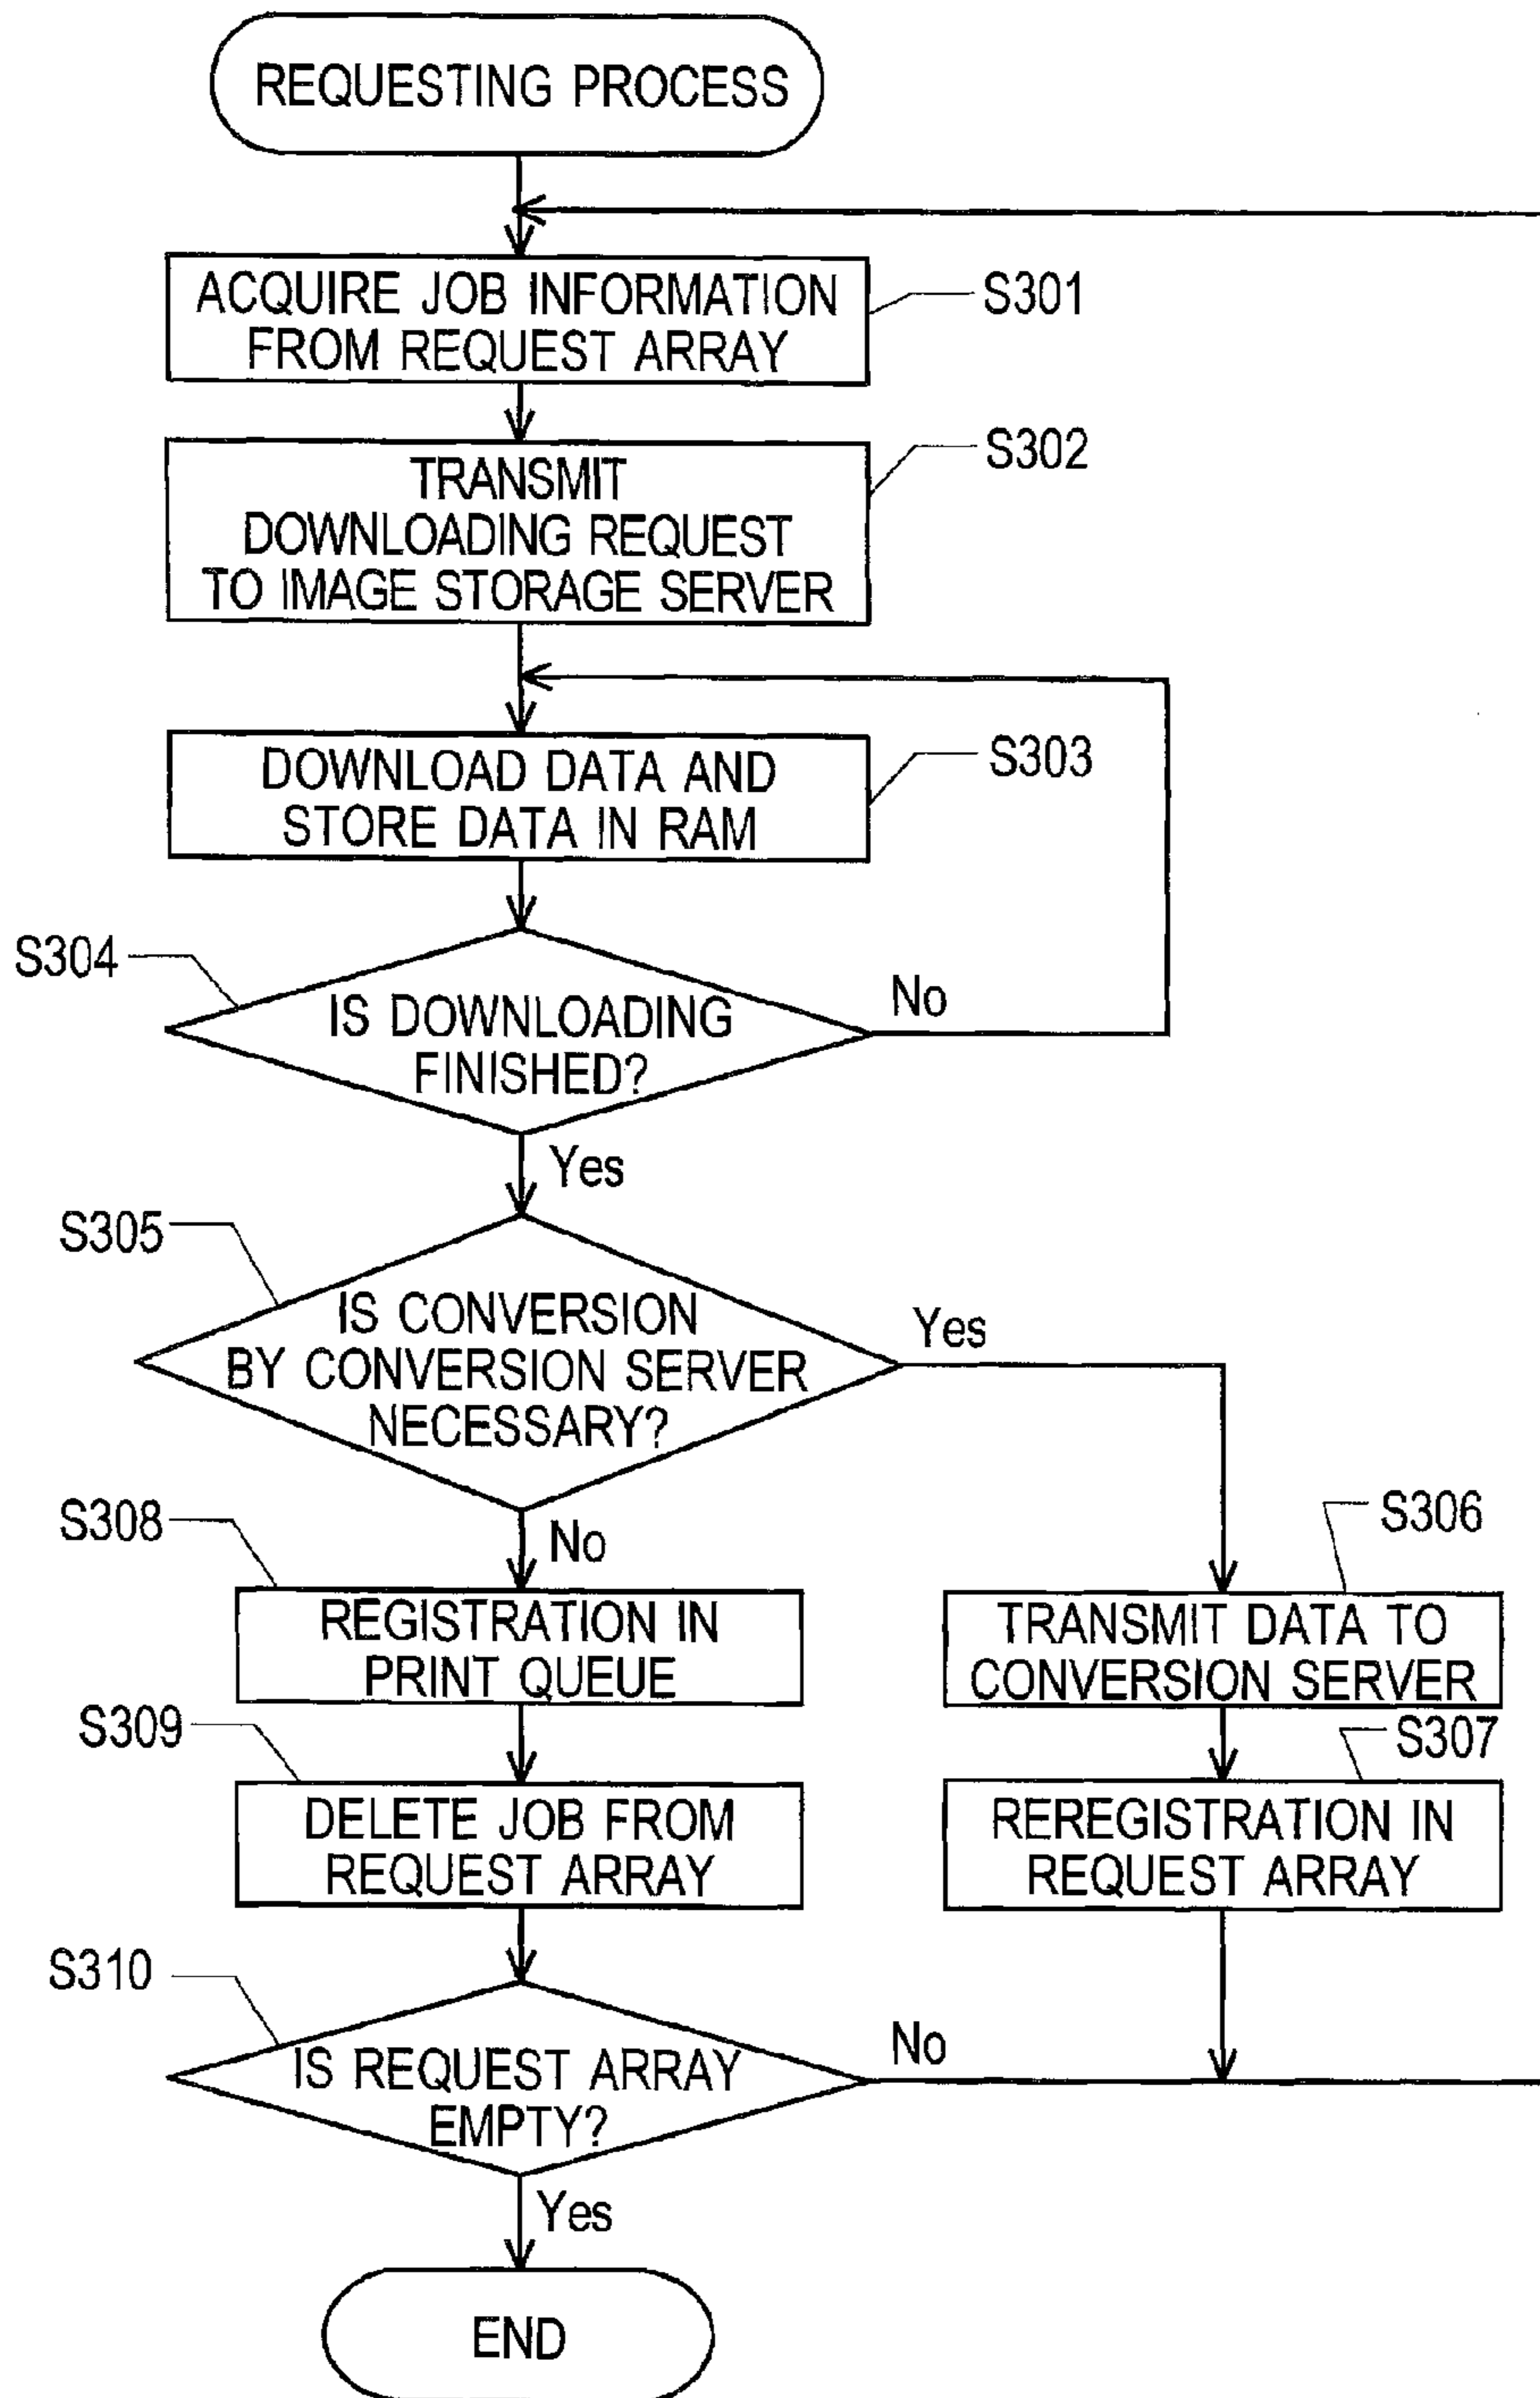 REQUESTING PROCESS
ACQUIRE JOB INFORMATION
FROM REQUEST ARRAY
S301
TRANSMIT
DOWNLOADING REQUEST
TO IMAGE STORAGE SERVER
S302
DOWNLOAD DATA AND
STORE DATA IN RAM
S303
S304
IS DOWNLOADING
FINISHED?
No
Yes
S305
IS CONVERSION
BY CONVERSION SERVER
NECESSARY?
Yes
No
S308
REGISTRATION IN
PRINT QUEUE
S306
TRANSMIT DATA TO
CONVERSION SERVER
S309
DELETE JOB FROM
REQUEST ARRAY
S307
REREGISTRATION IN
REQUEST ARRAY
S310
IS REQUEST ARRAY
EMPTY?
No
Yes
END